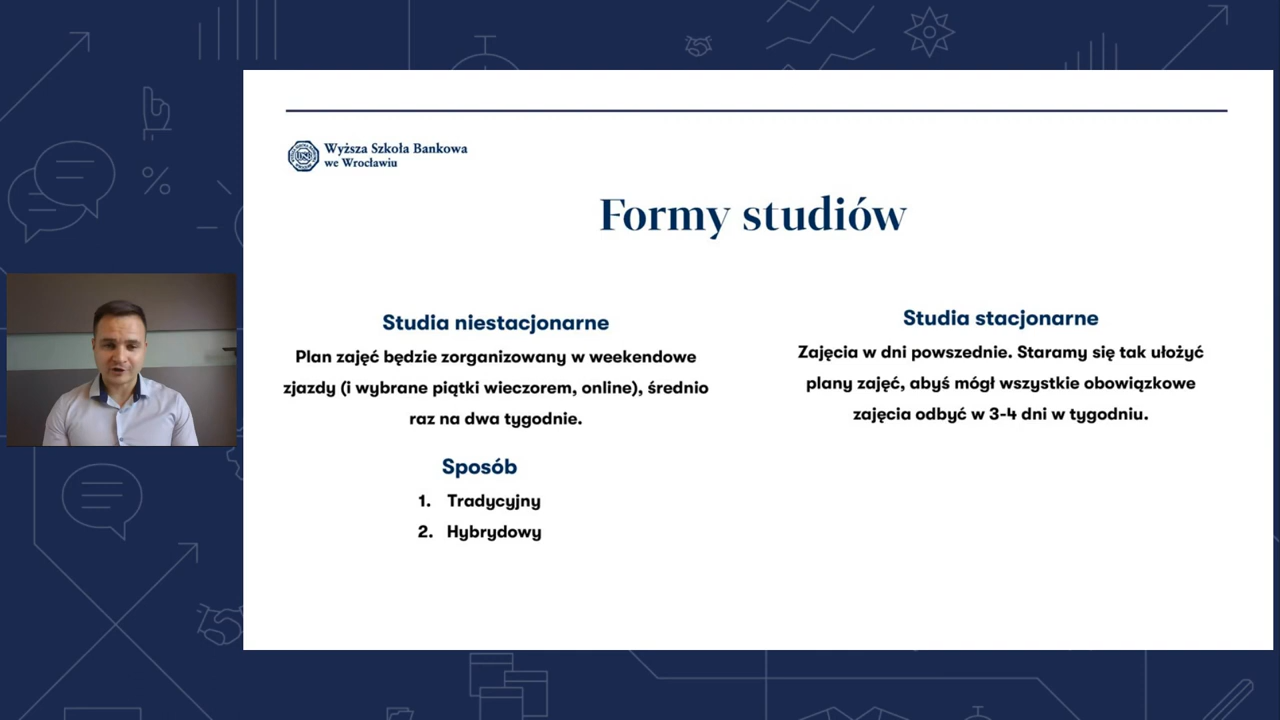 Wyższa Szkoła Bankowa
we Wrocławiu
Formy studiów
Studia niestacjonarne
Plan zajęć będzie zorganizowany w weekendowe
zjazdy (i wybrane piątki wieczorem, online), średnio
raz na dwa tygodnie.
Sposób
1. Tradycyjny
2. Hybrydowy
Studia stacjonarne
Zajęcia w dni powszednie. Staramy się tak ułożyć
plany zajęć, abyś mógł wszystkie obowiązkowe
zajęcia odbyć w 3-4 dni w tygodniu.
%